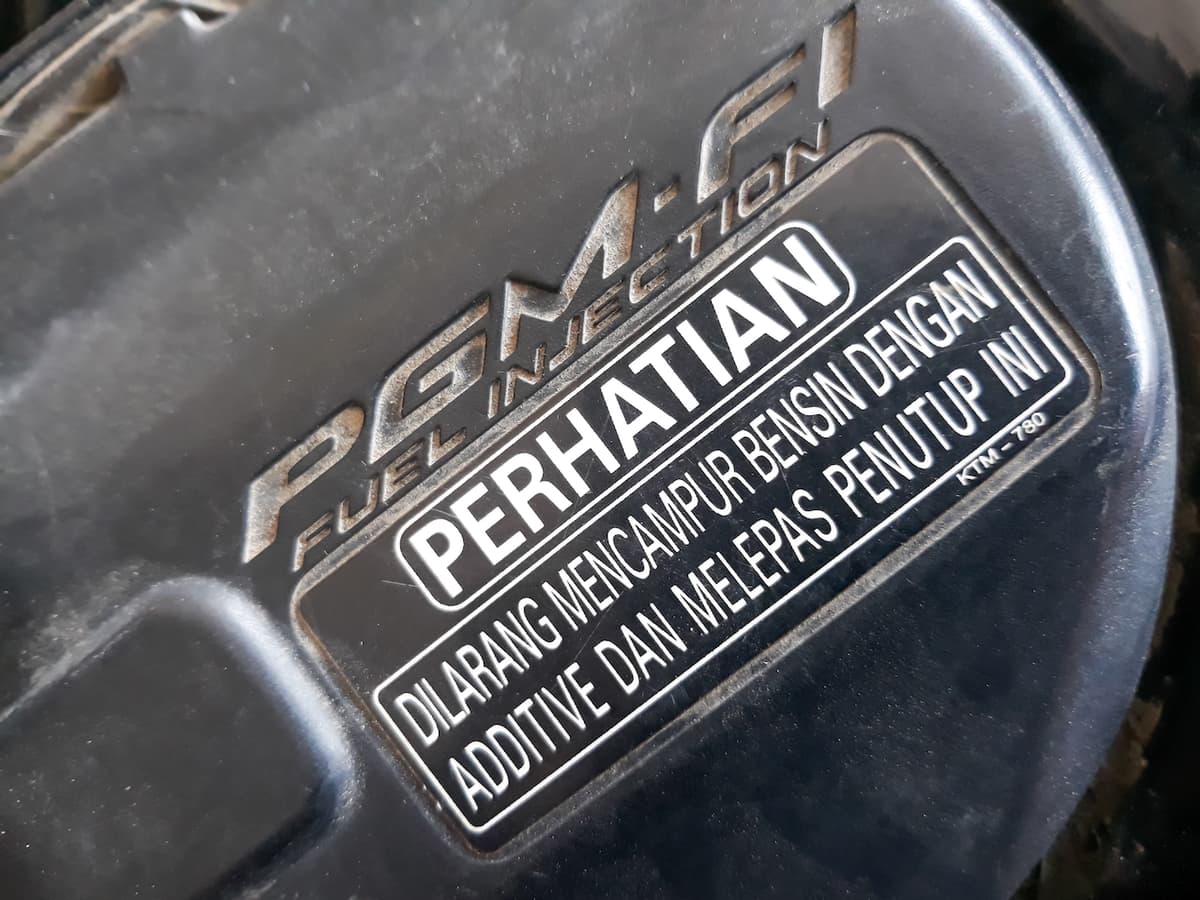 PGM-FI
FUEL INJECTION
PERHATIAN
DILARANG MENCAMPUR BENSIN DENGAN
ADDITIVE DAN MELEPAS PENUTUP INI
KTM-780